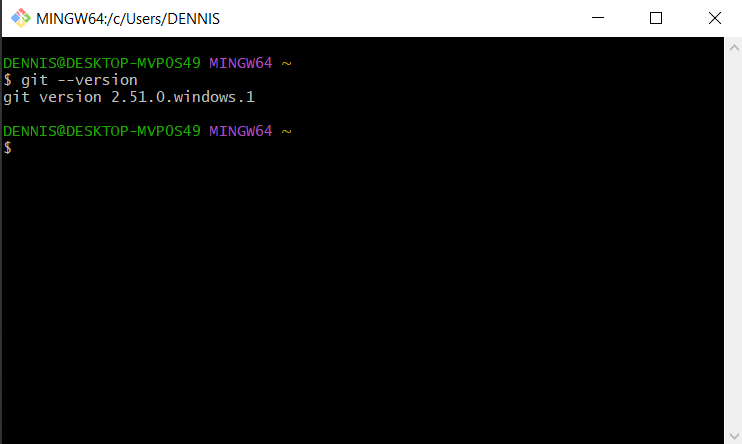 MINGW64:/c/Users/DENNIS
DENNIS@DESKTOP-MVPOS49 MINGW64 ~
$ git --version
git version 2.51.0.windows.1
DENNIS@DESKTOP-MVPOS49 MINGW64 ~
$